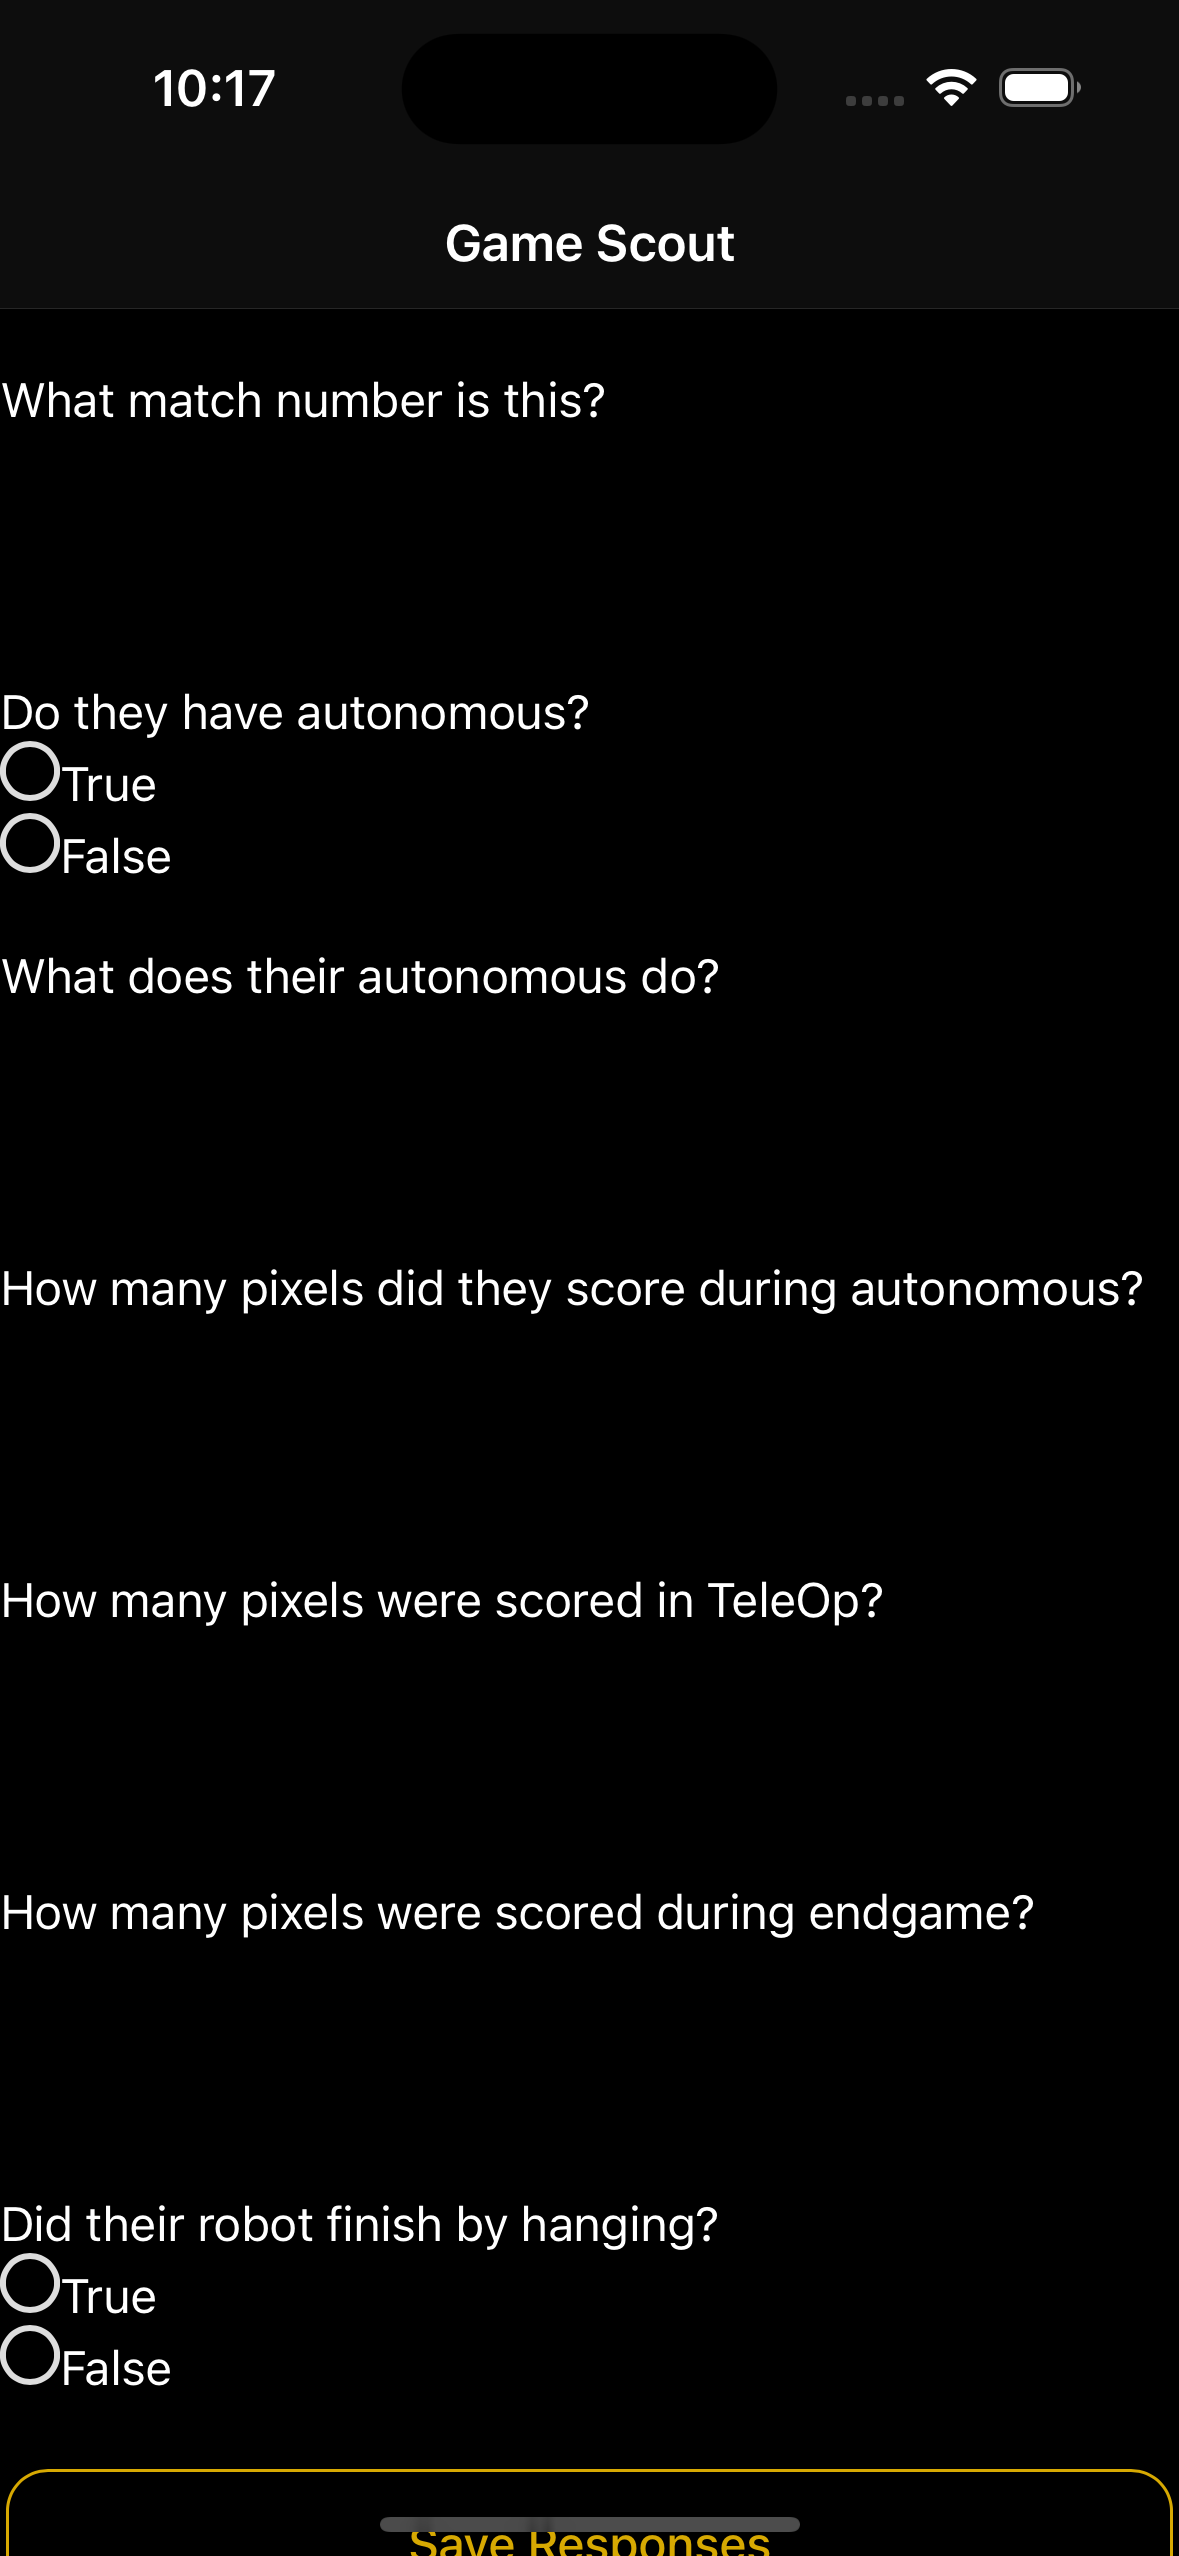 10:17
Game Scout
What match number is this?
Do they have autonomous?
True
False
What does their autonomous do?
How many pixels did they score during autonomous?
How many pixels were scored in TeleOp?
How many pixels were scored during endgame?
Did their robot finish by hanging?
True
False
Save Responses